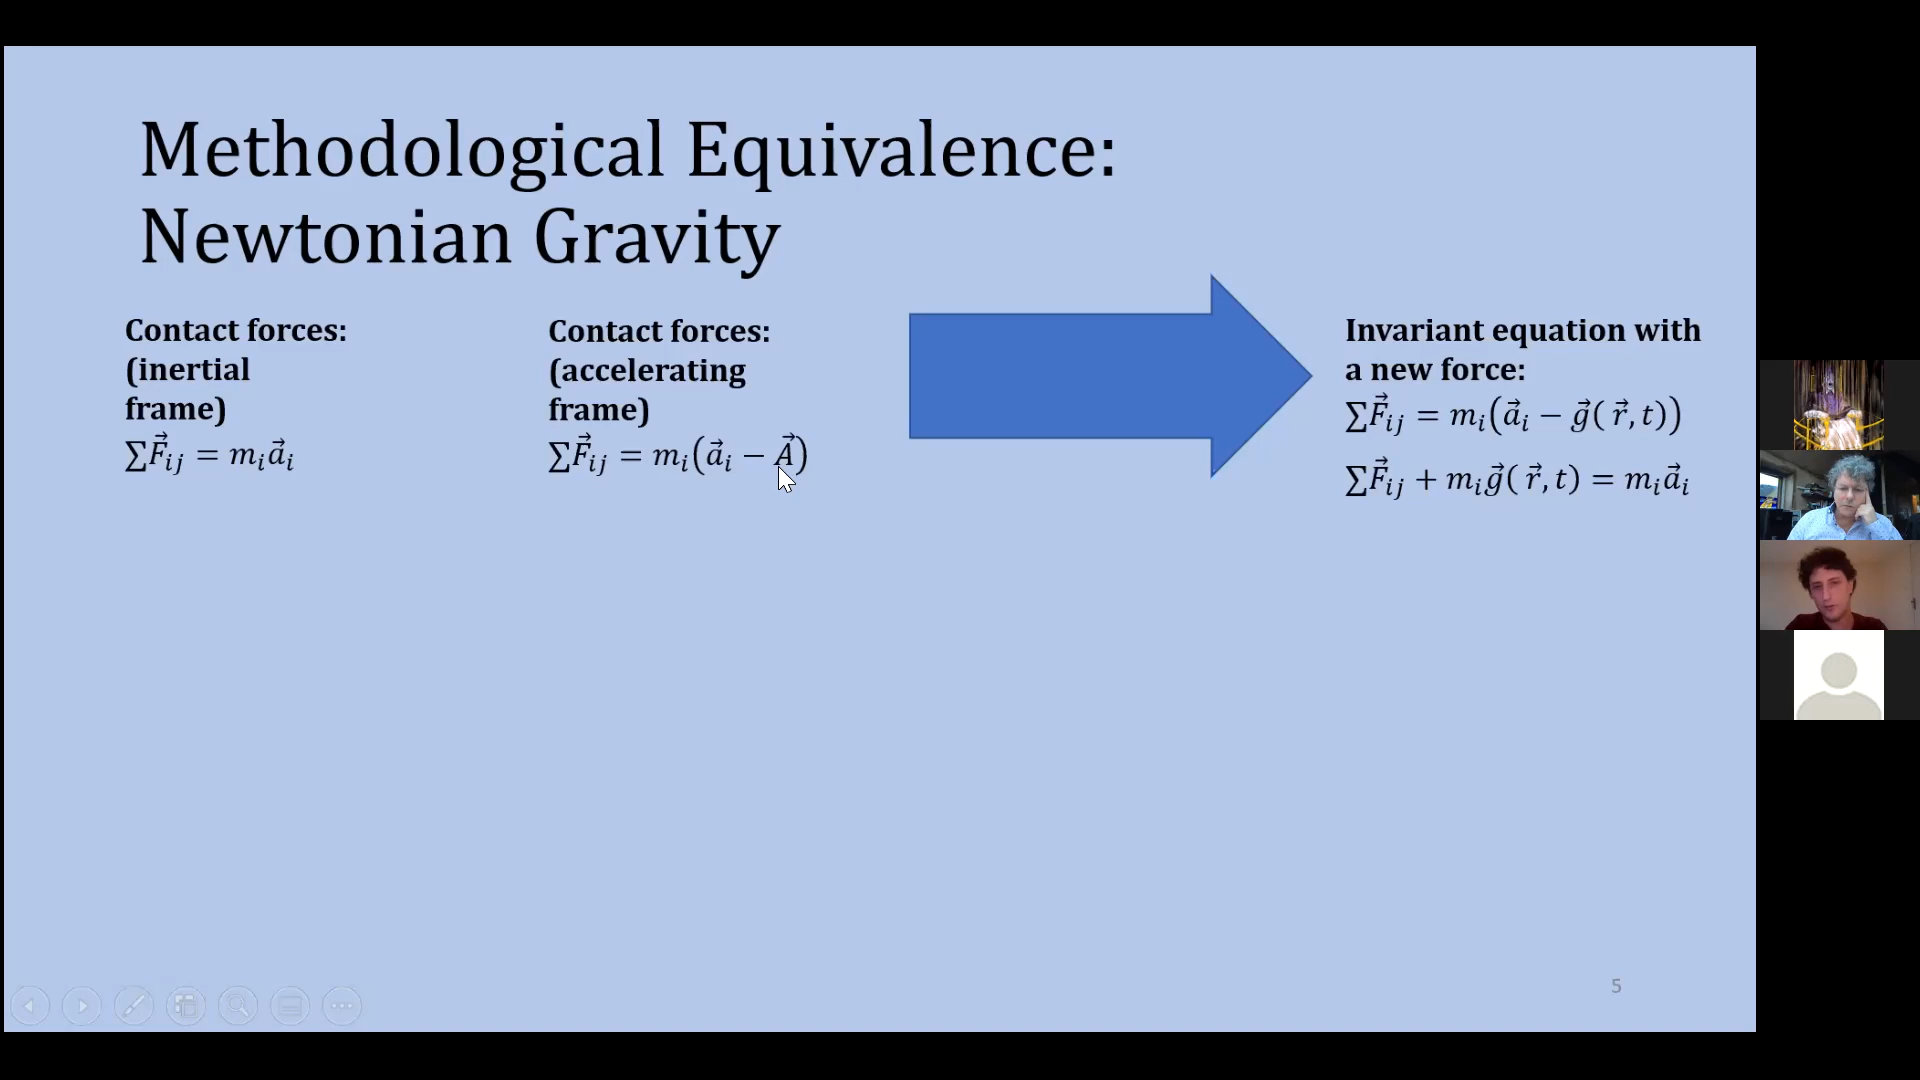 Methodological Equivalence:
Newtonian Gravity
Contact forces:
(inertial
frame)
∑F⃗ᵢⱼ = mᵢa⃗ᵢ
Contact forces:
(accelerating
frame)
∑F⃗ᵢⱼ = mᵢ(a⃗ᵢ − A⃗)
Invariant equation with
a new force:
∑F⃗ᵢⱼ = mᵢ(a⃗ᵢ − g⃗( r⃗, t))
∑F⃗ᵢⱼ + mᵢg⃗( r⃗, t) = mᵢa⃗ᵢ
5